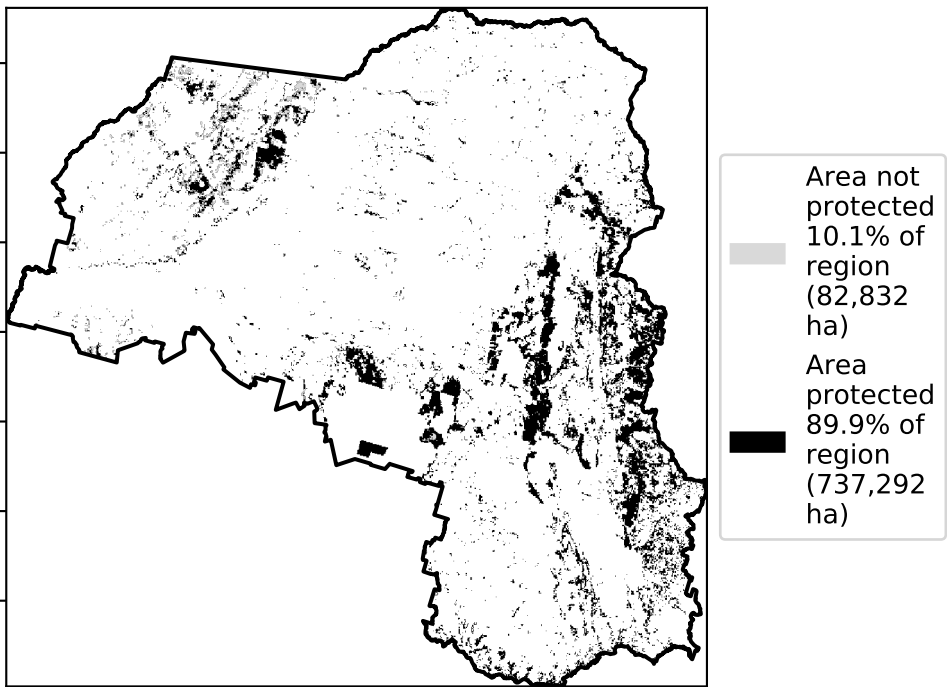 Area not
protected
10.1% of
region
(82,832
ha)
Area
protected
89.9% of
region
(737,292
ha)